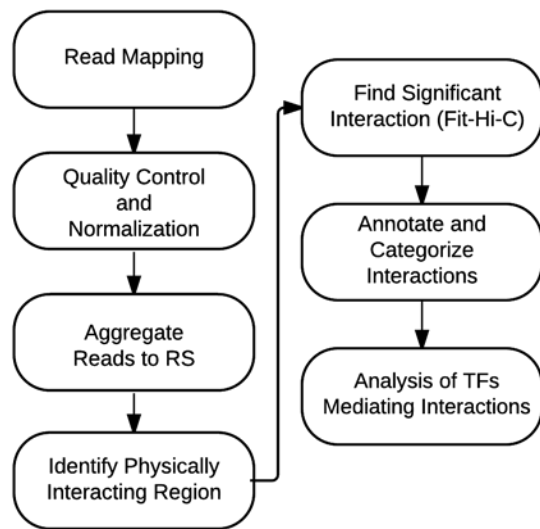 Read Mapping
Quality Control
and
Normalization
Aggregate
Reads to RS
Identify Physically
Interacting Region
Find Significant
Interaction (Fit-Hi-C)
Annotate and
Categorize
Interactions
Analysis of TFs
Mediating Interactions